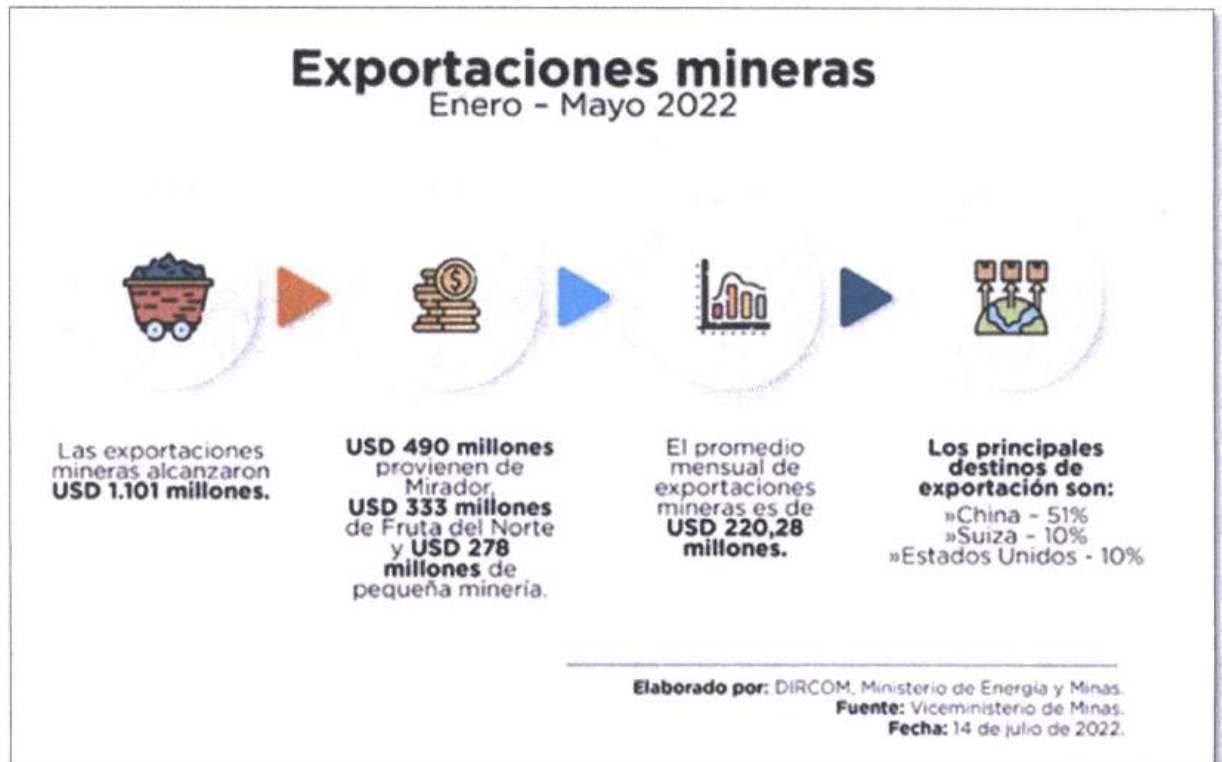 Exportaciones mineras
Enero - Mayo 2022
Las exportaciones
mineras alcanzaron
USD 1.101 millones.
USD 490 millones
provienen de
Mirador,
USD 333 millones
de Fruta del Norte
y USD 278
millones de
pequeña minería.
El promedio
mensual de
exportaciones
mineras es de
USD 220,28
millones.
Los principales
destinos de
exportación son:
»China - 51%
»Suiza - 10%
»Estados Unidos - 10%
Elaborado por: DIRCOM, Ministerio de Energía y Minas.
Fuente: Viceministerio de Minas.
Fecha: 14 de julio de 2022.